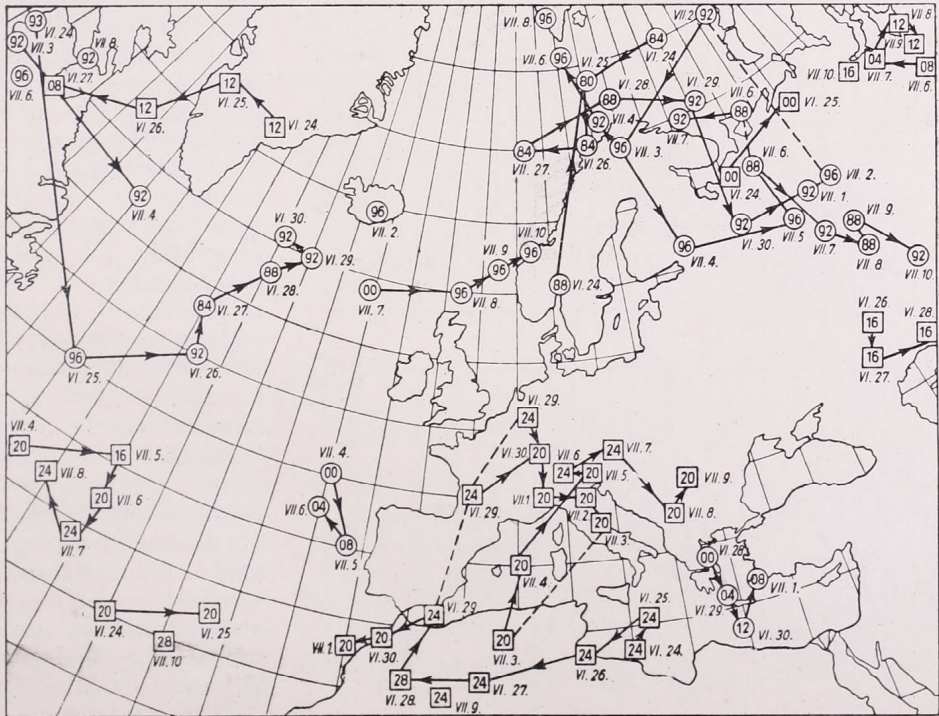 93 VI. 24
92 VII. 3
96 VII. 6.
VII. 8
92
VI. 27.
08
12 VI. 26.
12 VI. 25.
12 VI. 24.
92 VII. 4.
VII. 8.
96
VII. 6.
96
VII. 2
92
84 VI. 24
VI. 25
80
VI. 28
88
VI. 29
92
92 VII. 7.
VII. 6
88
00 VI. 25.
VII. 4
92
84 VI. 26.
84 VII. 27.
96 VII. 3.
VII. 8
12
VII. 9
12
04 VII. 7.
08 VII. 6.
VII. 10.
16
VII. 6.
88
00 VI. 24
96 VII. 2.
92 VII. 1.
96 VII. 5
92 VI. 30.
92 VII. 7
VII. 9.
88
88 VII. 8
92 VII. 10.
96 VII. 4.
96 VII. 2.
VI. 30.
92
92 VI. 29.
88 VI. 28.
84 VI. 27.
92 VI. 26.
96 VI. 25.
00 VII. 7.
96 VII. 8.
VII. 9
96
VII. 10
96
88 VI. 24.
VI. 26
16
16 VI. 27.
VI. 28.
16
VII. 4.
20
16 VII. 5.
24 VII. 8.
20 VII. 6
24 VII. 7
VII. 4
00
VII. 6.
04
08 VII. 5
VI. 29.
24
VI. 30.
20
24 VI. 29.
VII. 6
24
20 VII. 5.
24 VII. 7.
VII. 1
20
20 VII. 2
20 VII. 3.
20 VII. 9.
20 VII. 8.
20 VII. 4
00 VI. 28
04 VI. 29
08 VII. 1.
12 VI. 30.
20 VI. 24.
20 VI. 25
28 VII. 10
24 VI. 29
20 VI. 30.
VII. 1.
20
20 VII. 3.
VI. 25.
24
24 VI. 24.
24 VI. 26.
24 VI. 27.
28 VI. 28.
24 VII. 9.